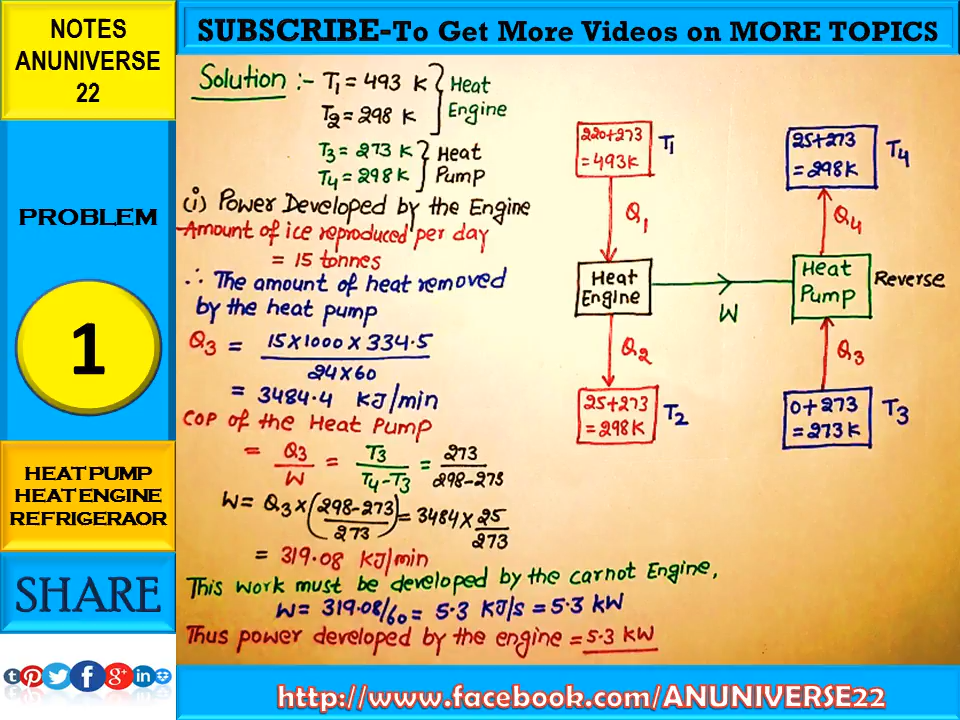 NOTES
ANUNIVERSE
22
SUBSCRIBE-To Get More Videos on MORE TOPICS
PROBLEM
1
HEAT PUMP
HEAT ENGINE
REFRIGERAOR
SHARE
Solution :- T1 = 493 K } Heat
T2 = 298 K } Engine
T3 = 273 K } Heat
T4 = 298 K } Pump
(i) Power Developed by the Engine
Amount of ice reproduced per day
= 15 tonnes
∴ The amount of heat removed
by the heat pump
Q3 = 15 X 1000 X 334.5
24 X 60
= 3484.4 KJ/min
COP of the Heat Pump
= Q3/W = T3/T4-T3 = 273/298-273
W = Q3 X (298-273/273) = 3484 X 25/273
= 319.08 KJ/min
This work must be developed by the carnot Engine,
W = 319.08/60 = 5.3 KJ/s = 5.3 kW
Thus power developed by the engine = 5.3 kW
220+273
= 493K
T1
Q1
Heat
Engine
W
Q2
25+273
= 298K
T2
25+273
= 298K
T4
Q4
Heat
Pump
Reverse
Q3
0+273
= 273K
T3
http://www.facebook.com/ANUNIVERSE22